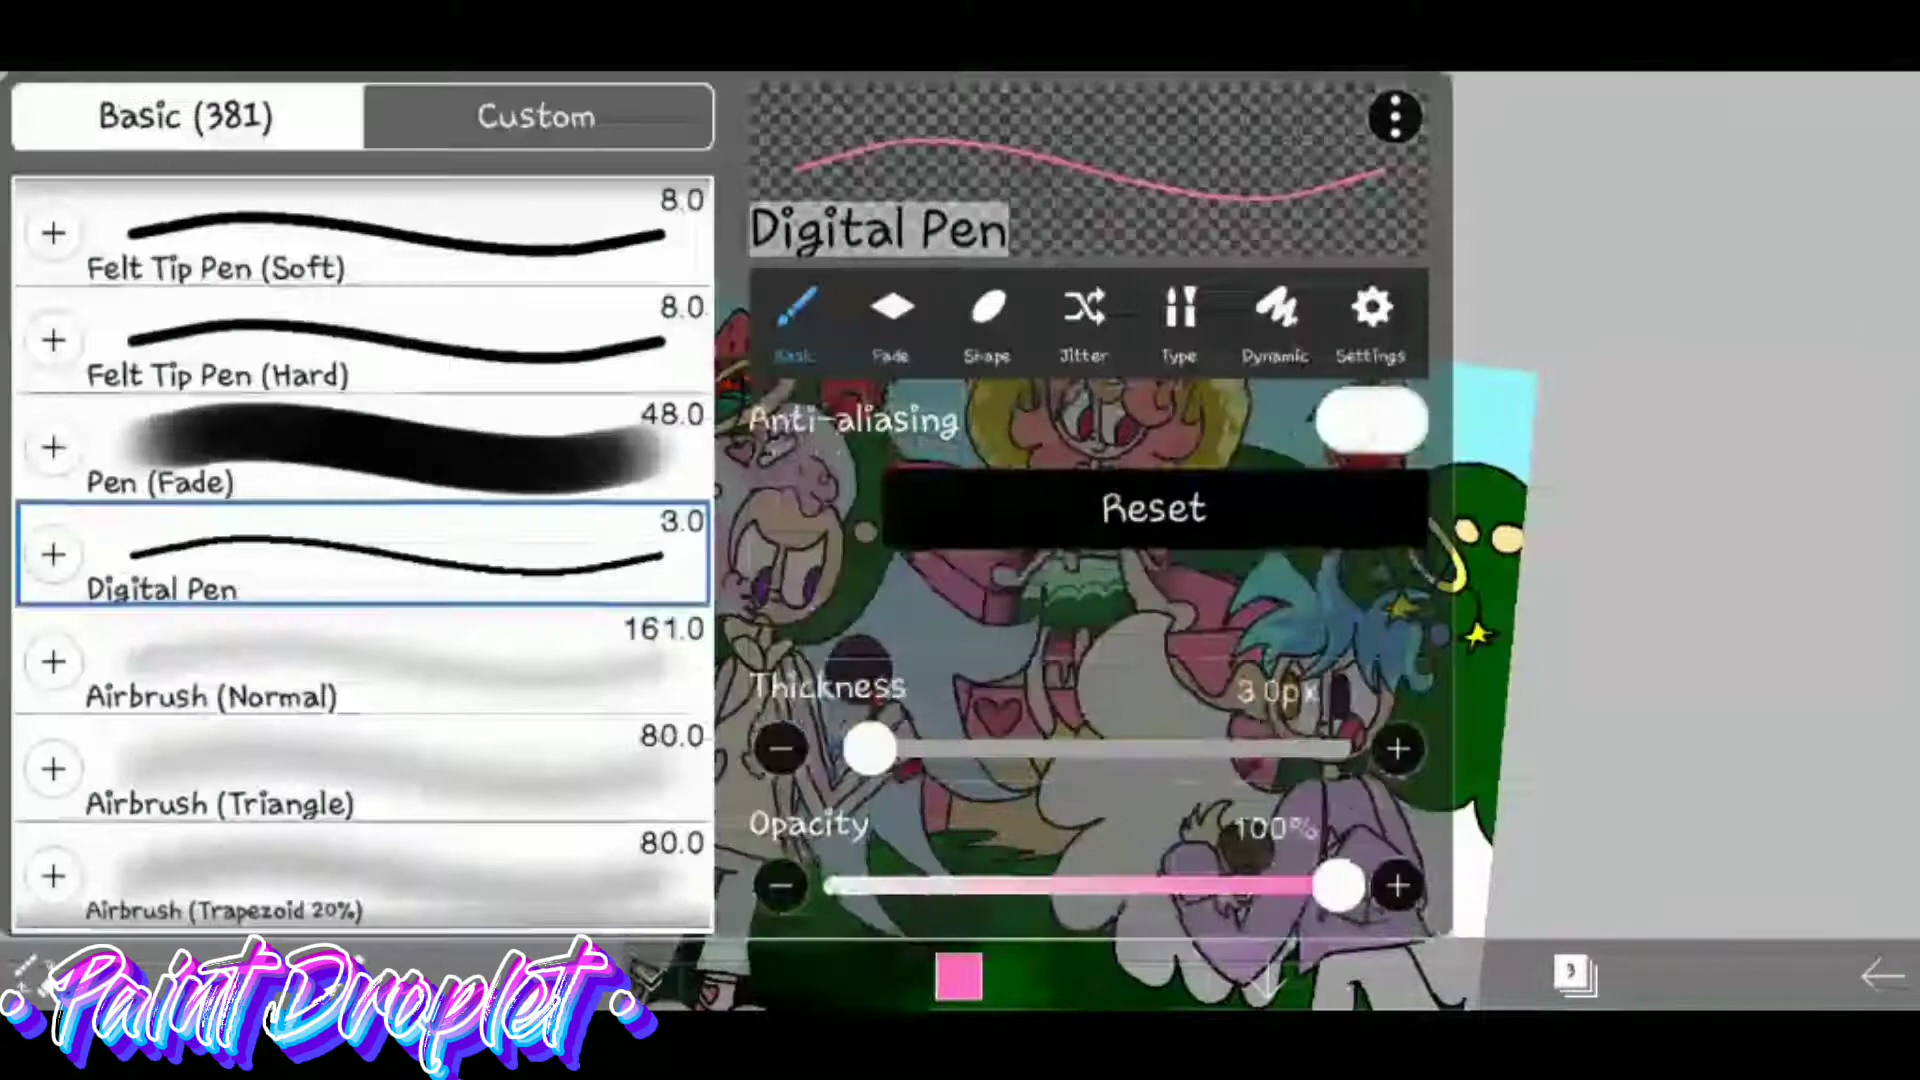 Basic (381)
Custom
8.0
Felt Tip Pen (Soft)
8.0
Felt Tip Pen (Hard)
48.0
Pen (Fade)
3.0
Digital Pen
161.0
Airbrush (Normal)
80.0
Airbrush (Triangle)
80.0
Airbrush (Trapezoid 20%)
Digital Pen
Basic Fade Shape Jitter Type Dynamic Settings
Anti-aliasing
Reset
Thickness 3.0px
Opacity 100%
3
• Paint Droplet •